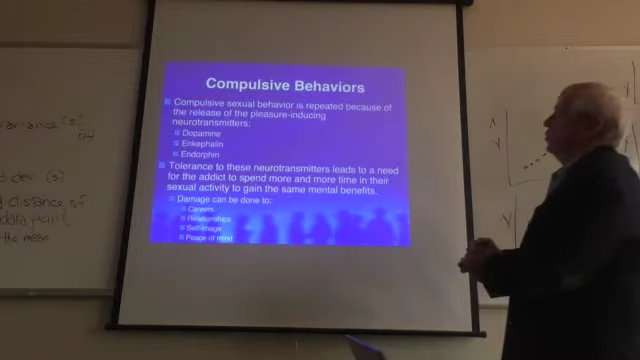 Compulsive Behaviors
Compulsive sexual behavior is repeated because of
the release of the pleasure-inducing
neurotransmitters:
Dopamine
Enkephalin
Endorphin
Tolerance to these neurotransmitters leads to a need
for the addict to spend more and more time in their
sexual activity to gain the same mental benefits.
Damage can be done to:
Careers
Relationships
Self-image
Peace of mind
(s)
distance of
data point
the mean
X
Y
Y